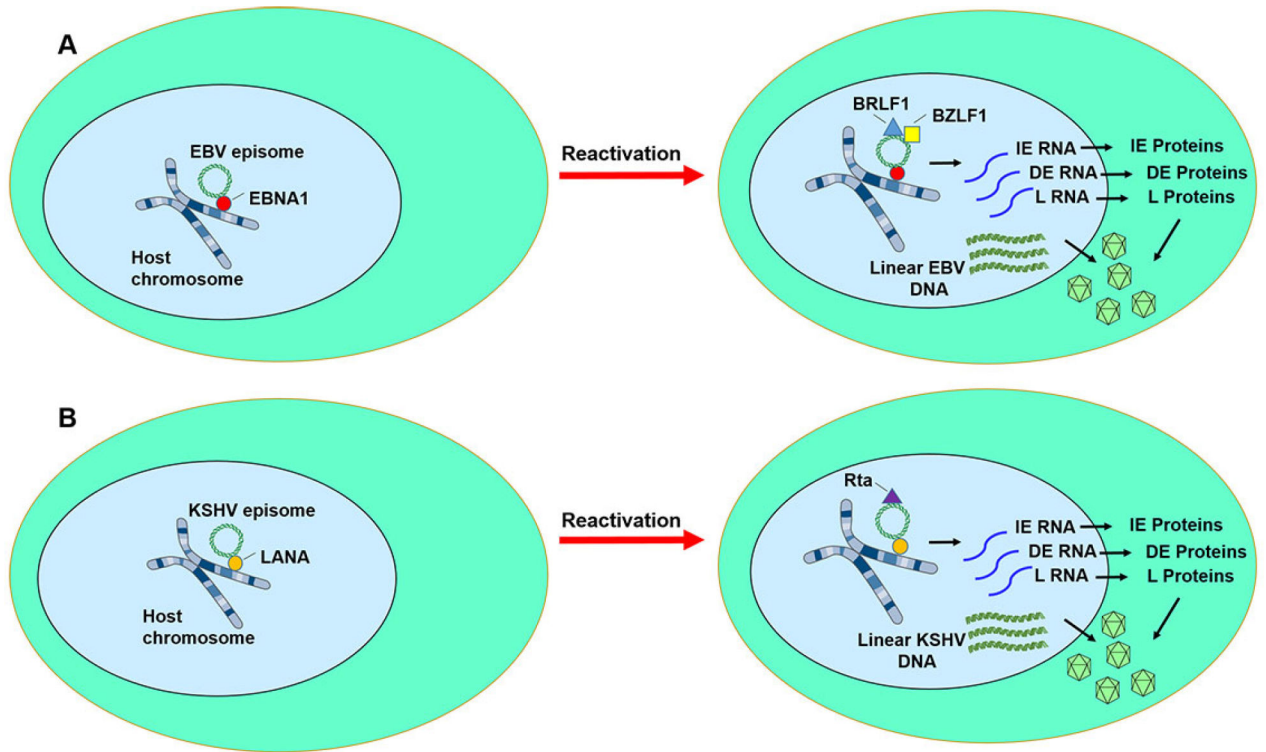 A
EBV episome
EBNA1
Host
chromosome
Reactivation
BRLF1
BZLF1
IE RNA
IE Proteins
DE RNA
DE Proteins
L RNA
L Proteins
Linear EBV
DNA
B
KSHV episome
LANA
Host
chromosome
Reactivation
Rta
IE RNA
IE Proteins
DE RNA
DE Proteins
L RNA
L Proteins
Linear KSHV
DNA